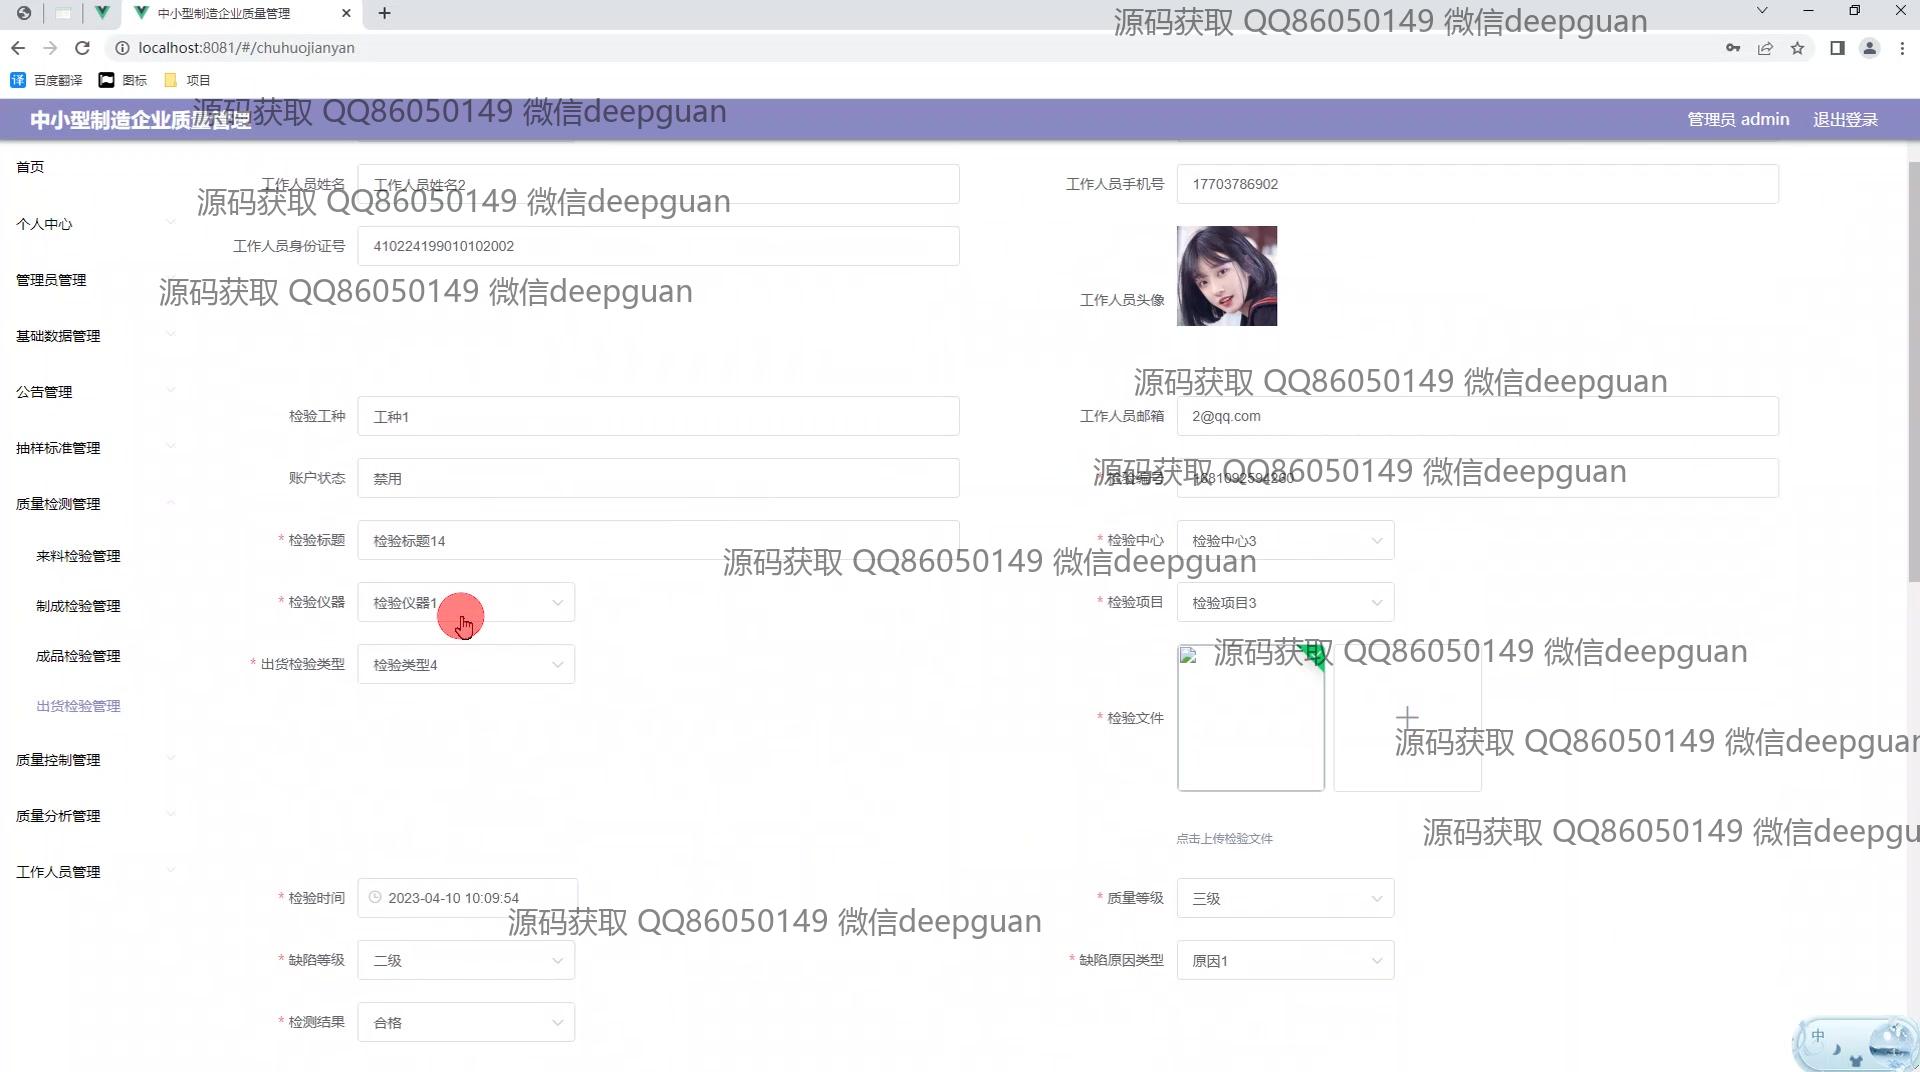 中小型制造企业质量管理
源码获取 QQ86050149 微信deepguan
localhost:8081/#/chuhuojianyan
百度翻译 图标 项目
源码获取 QQ86050149 微信deepguan
中小型制造企业质量管理
管理员 admin 退出登录
首页
工作人员姓名 工作人员姓名2
工作人员手机号 17703786902
源码获取 QQ86050149 微信deepguan
个人中心
工作人员身份证号 410224199010102002
管理员管理
源码获取 QQ86050149 微信deepguan
工作人员头像
基础数据管理
公告管理
源码获取 QQ86050149 微信deepguan
检验工种 工种1
工作人员邮箱 2@qq.com
抽样标准管理
账户状态 禁用
源码获取 QQ86050149 微信deepguan
* 检验编号
质量检测管理
* 检验标题 检验标题14
* 检验中心 检验中心3
来料检验管理
源码获取 QQ86050149 微信deepguan
* 检验仪器 检验仪器1
* 检验项目 检验项目3
制成检验管理
成品检验管理
* 出货检验类型 检验类型4
源码获取 QQ86050149 微信deepguan
出货检验管理
* 检验文件
源码获取 QQ86050149 微信deepguan
质量控制管理
质量分析管理
点击上传检验文件
源码获取 QQ86050149 微信deepgu
工作人员管理
* 检验时间 2023-04-10 10:09:54
* 质量等级 三级
源码获取 QQ86050149 微信deepguan
* 缺陷等级 二级
* 缺陷原因类型 原因1
* 检测结果 合格
中